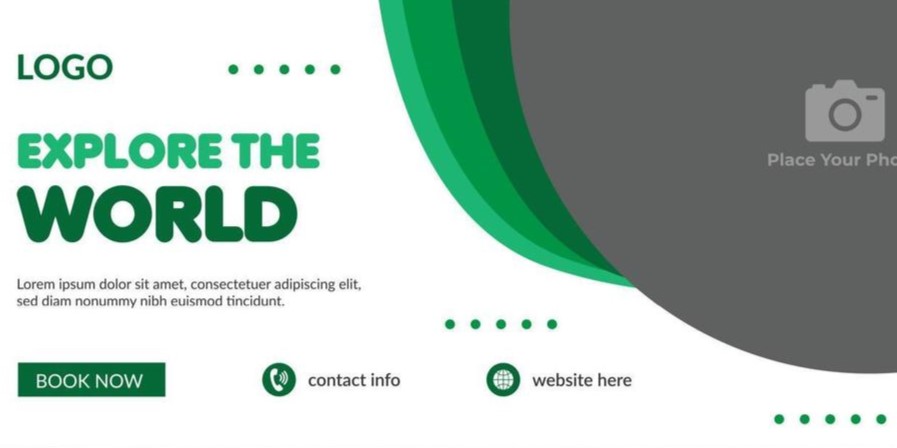 LOGO
EXPLORE THE
WORLD
Lorem ipsum dolor sit amet, consectetuer adipiscing elit,
sed diam nonummy nibh euismod tincidunt.
BOOK NOW
contact info
website here
Place Your Pho